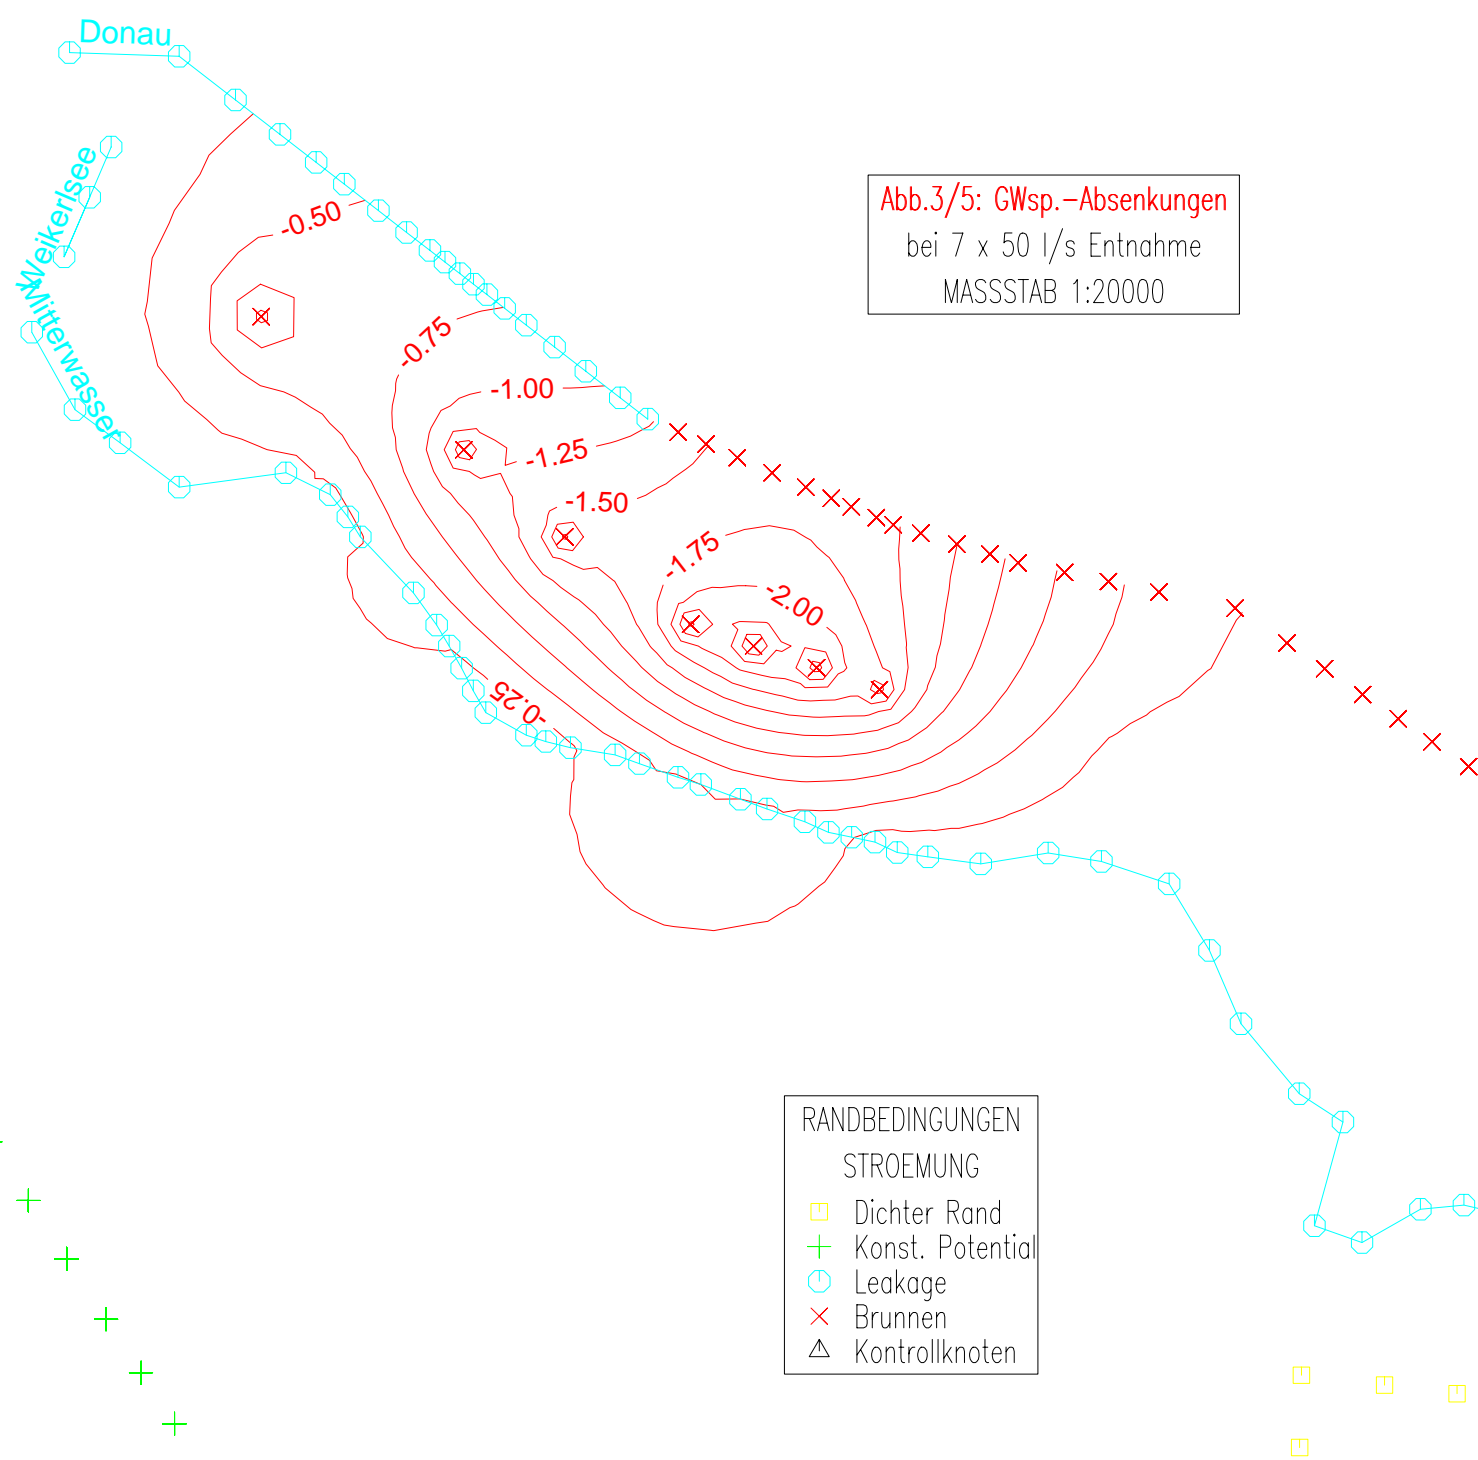 Donau
Weikerlsee
Mitterwasser
Abb.3/5: GWsp.-Absenkungen
bei 7 x 50 l/s Entnahme
MASSSTAB 1:20000
-0.50
-0.75
-1.00
-1.25
-1.50
-1.75
-2.00
-0.25
RANDBEDINGUNGEN
STROEMUNG
Dichter Rand
Konst. Potential
Leakage
Brunnen
Kontrollknoten